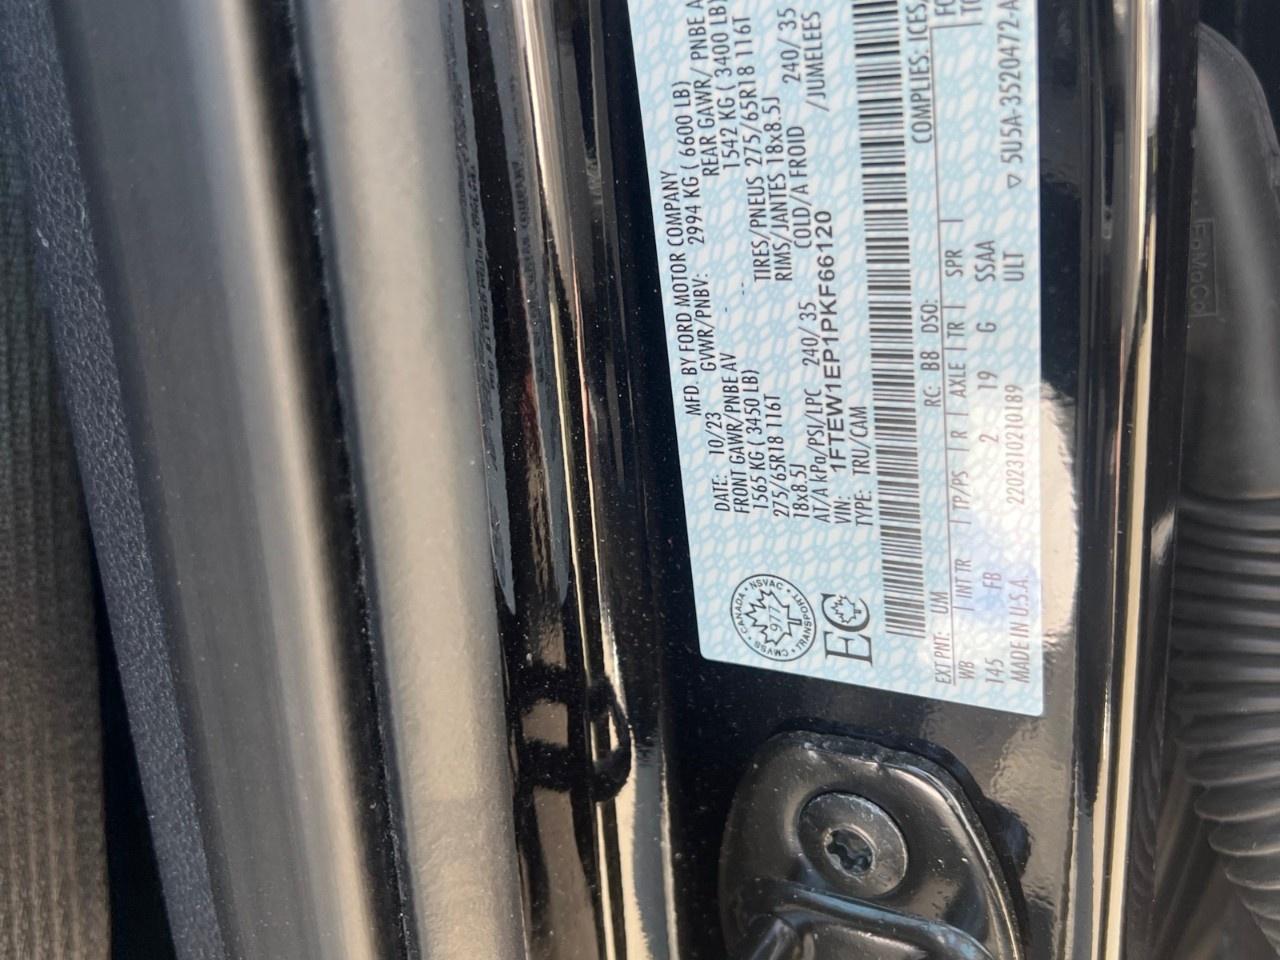 MFD. BY FORD MOTOR COMPANY
DATE: 10/23 GVWR/PNBV: 2994 KG ( 6600 LB)
FRONT GAWR/PNBE AV REAR GAWR/ PNBE A
1565 KG ( 3450 LB) 1542 KG ( 3400 LB)
275/65R18 116T TIRES/PNEUS 275/65R18 116T
18x8.5J RIMS/JANTES 18x8.5J
AT/A kPa/PSI/LPC 240/ 35 COLD/A FROID 240/ 35
VIN: 1FTEW1EP1PKF66120 /JUMELEES
TYPE: TRU/CAM
CANADA • NSVAC • TRANSPORT • CMVSS
977
EC
COMPLIES: ICES,
EXT PNT: UM RC: B8 DSO:
WB INT TR TP/PS R AXLE TR SPR
145 FB 2 19 G SSAA
MADE IN U.S.A. 2202310210189 ULT 5U5A-3520472-A
FoMoCo